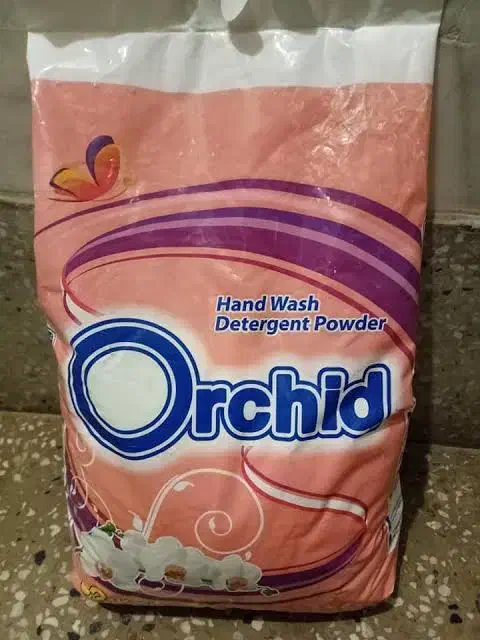 Hand Wash
Detergent Powder
Orchid